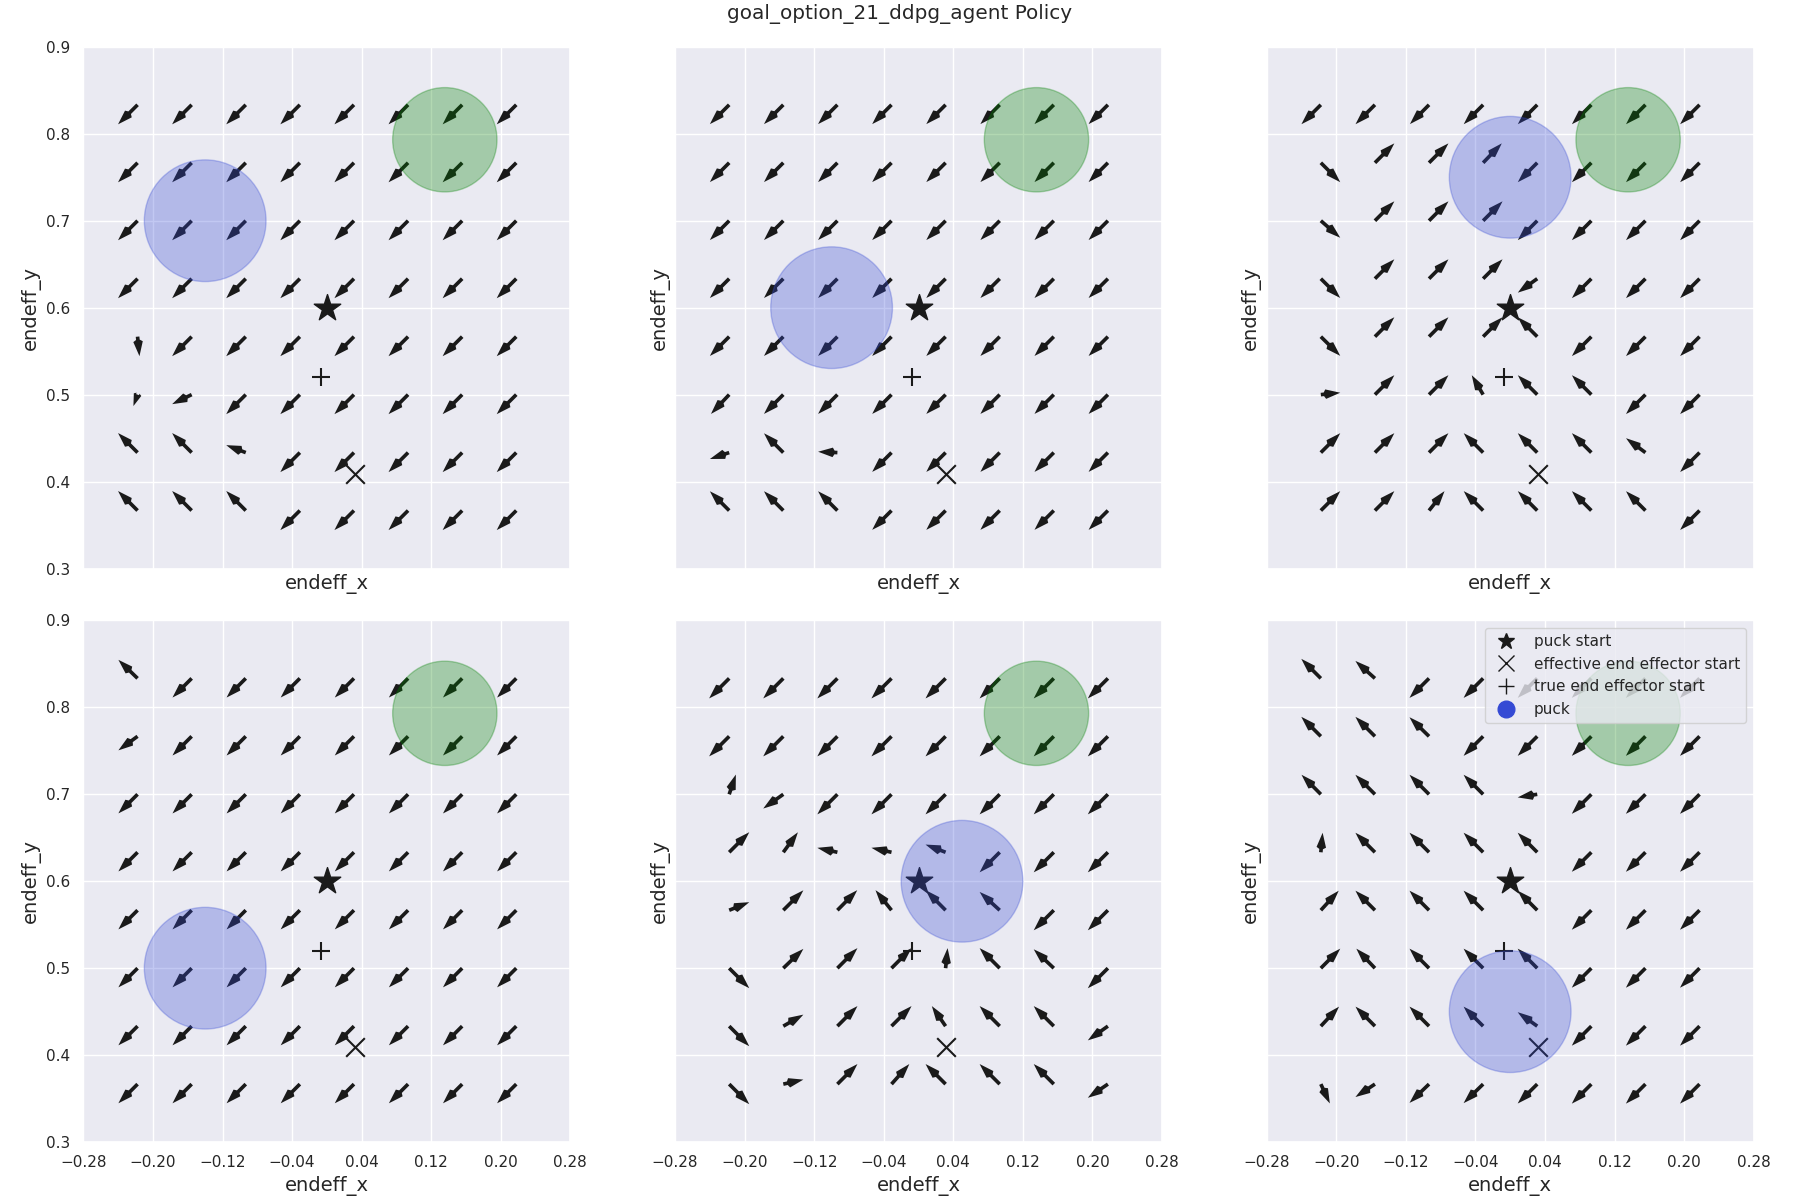 goal_option_21_ddpg_agent Policy
0.9
0.8
0.7
0.6
0.5
0.4
0.3
endeff_y
endeff_x
endeff_y
endeff_x
endeff_y
endeff_x
0.9
0.8
0.7
0.6
0.5
0.4
0.3
endeff_y
−0.28 −0.20 −0.12 −0.04 0.04 0.12 0.20 0.28
endeff_x
endeff_y
−0.28 −0.20 −0.12 −0.04 0.04 0.12 0.20 0.28
endeff_x
endeff_y
puck start
effective end effector start
true end effector start
puck
−0.28 −0.20 −0.12 −0.04 0.04 0.12 0.20 0.28
endeff_x